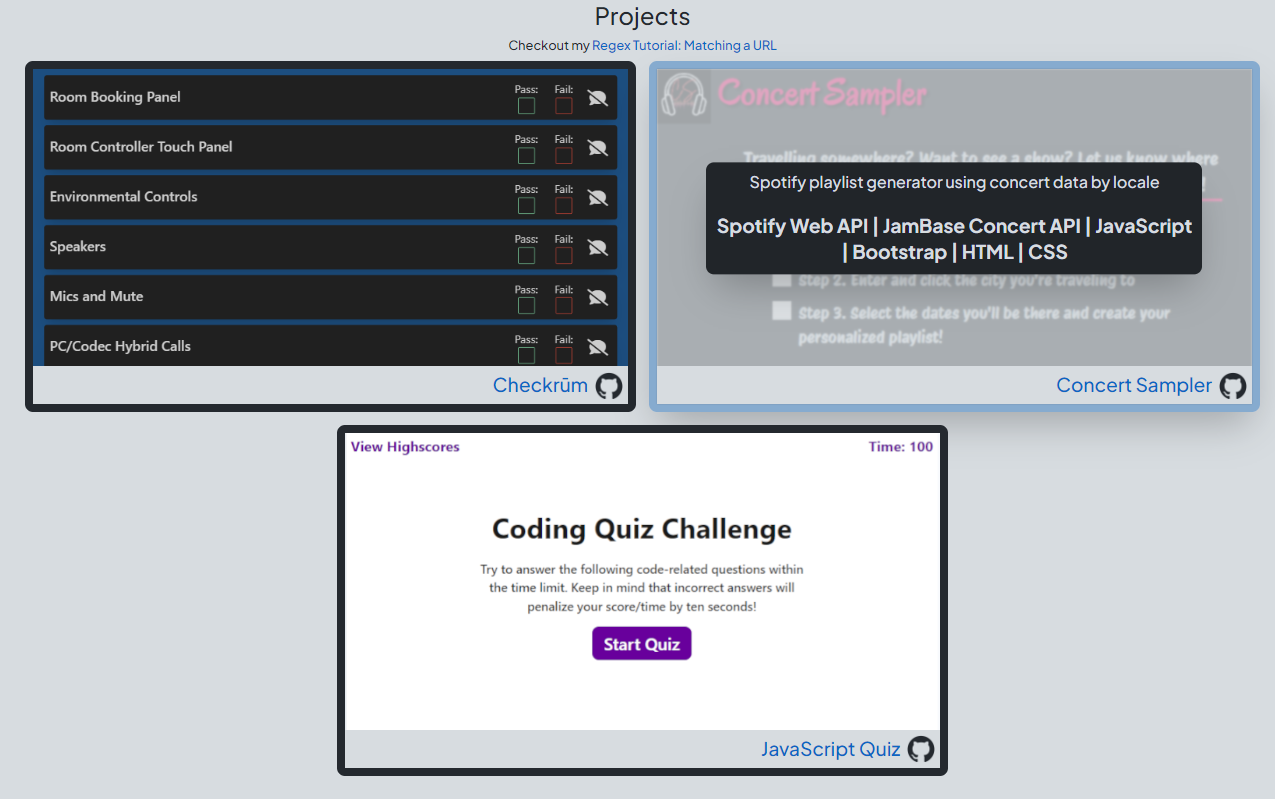 Projects
Checkout my Regex Tutorial: Matching a URL
Room Booking Panel Pass: Fail:
Room Controller Touch Panel Pass: Fail:
Environmental Controls Pass: Fail:
Speakers Pass: Fail:
Mics and Mute Pass: Fail:
PC/Codec Hybrid Calls Pass: Fail:
Checkrūm
Concert Sampler
Travelling somewhere? Want to see a show? Let us know where
Spotify playlist generator using concert data by locale
Spotify Web API | JamBase Concert API | JavaScript
| Bootstrap | HTML | CSS
Step 2. Enter and click the city you're traveling to
Step 3. Select the dates you'll be there and create your
personalized playlist!
Concert Sampler
View Highscores Time: 100
Coding Quiz Challenge
Try to answer the following code-related questions within
the time limit. Keep in mind that incorrect answers will
penalize your score/time by ten seconds!
Start Quiz
JavaScript Quiz